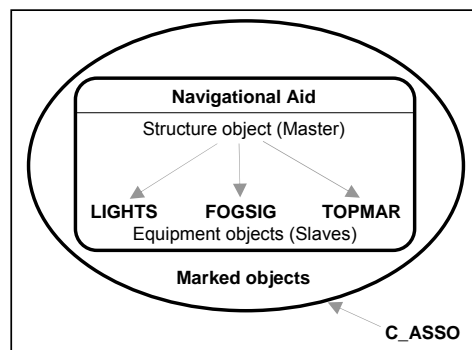 Navigational Aid
Structure object (Master)
LIGHTS FOGSIG TOPMAR
Equipment objects (Slaves)
Marked objects
C_ASSO